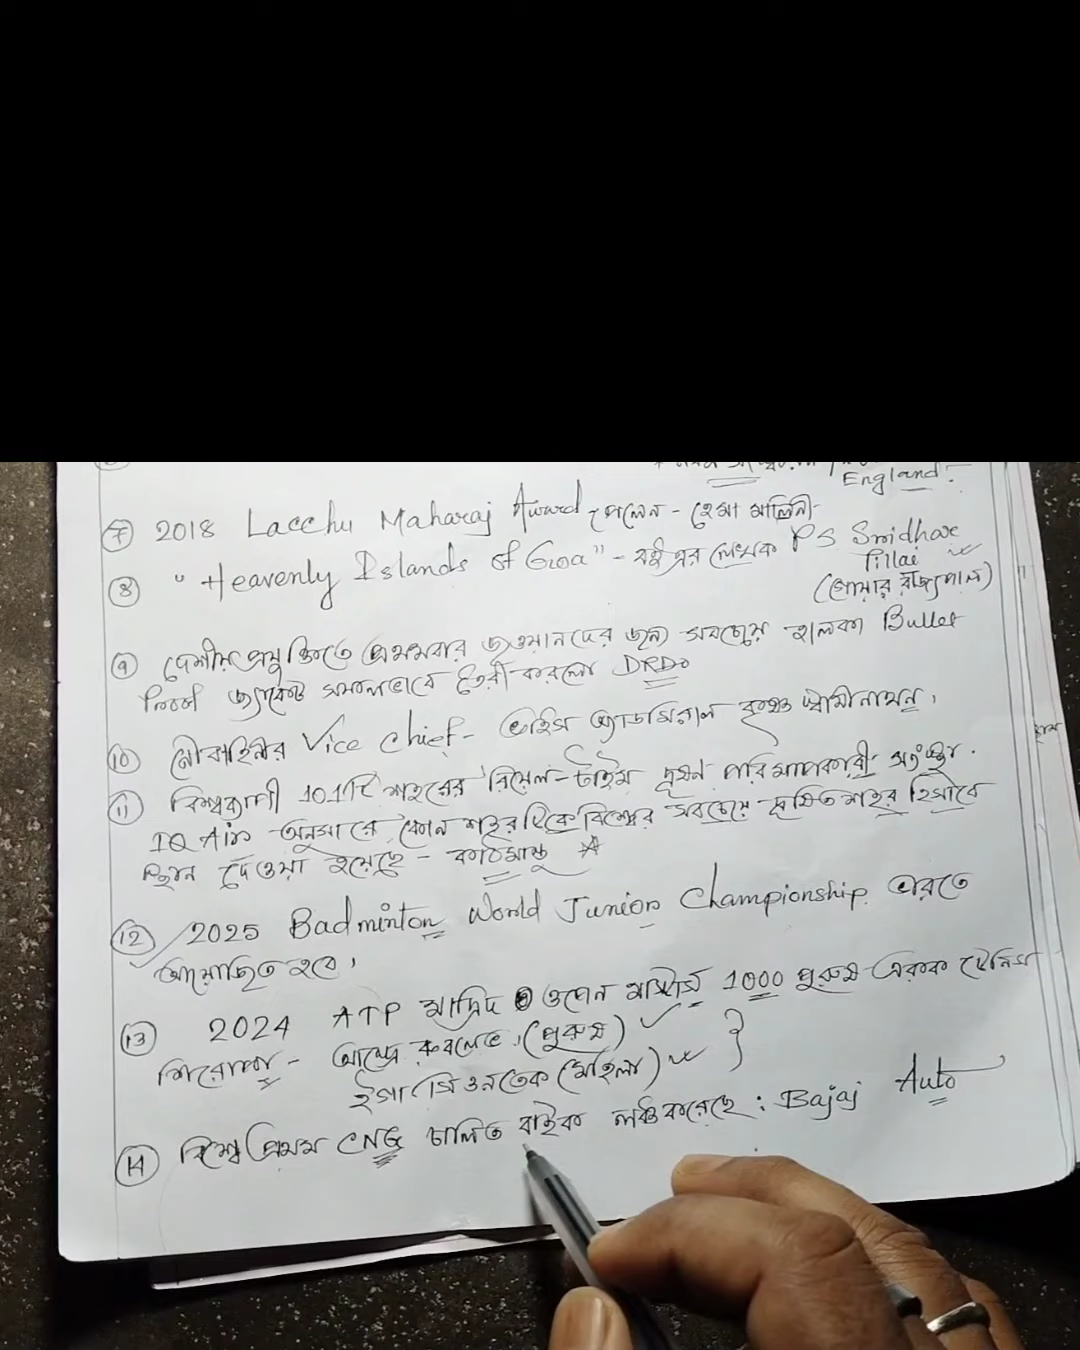 England.
⑦ 2018 Lacchu Maharaj Award পেলেন - হেমা মালিনী
⑧ "Heavenly Islands of Goa" - বই এর লেখক PS Sridhar
Pillai
(গোয়ার রাজ্যপাল)
⑨ দেশীয় প্রযুক্তিতে প্রথমবার জওয়ানদের জন্য সবচেয়ে হালকা Bullet
Proof জ্যাকেট সফলভাবে তৈরী করলো DRDO
⑩ নৌবাহিনীর Vice Chief - ভাইস অ্যাডমিরাল কৃষ্ণ স্বামীনাথন,
⑪ বিশ্বব্যাপী 101টি শহরের রিয়েল-টাইম দূষণ পরিমাপকারী সংস্থা.
IQ Air অনুসারে কোন শহরটিকে বিশ্বের সবচেয়ে দূষিত শহর হিসাবে
স্থান দেওয়া হয়েছে - কাঠমান্ডু
⑫ 2025 Badminton World Junior Championship ভারতে
আয়োজিত হবে,
⑬ 2024 ATP মাদ্রিদ ওপেন মাস্টার্স 1000 পুরুষ একক টেনিস
শিরোপা - আন্দ্রে রুবলেভ, (পুরুষ)
ইগা সিওনতেক (মহিলা)
⑭ বিশ্বে প্রথম CNG চালিত বাইক লঞ্চ করেছে: Bajaj Auto